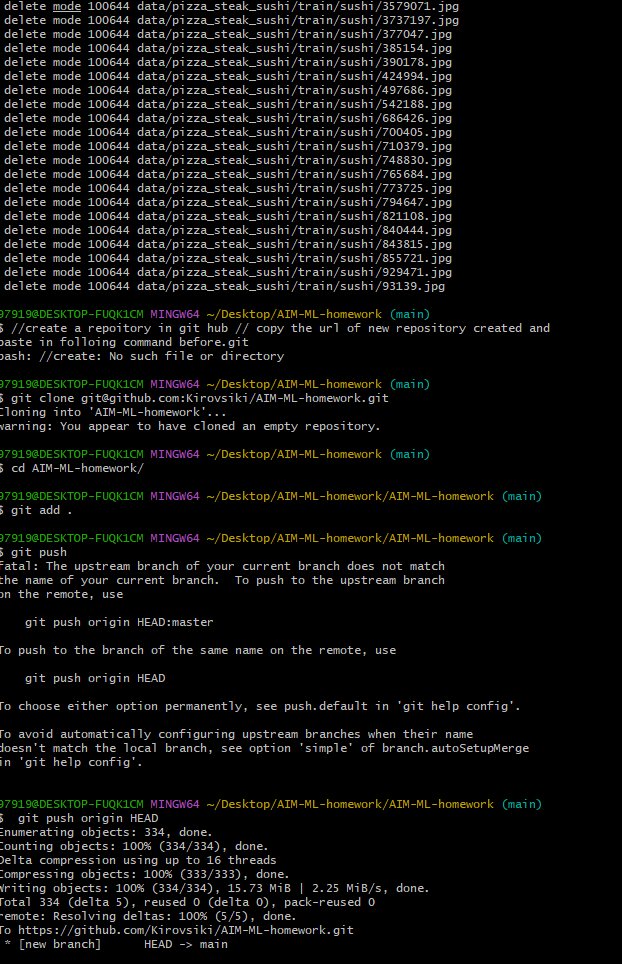 delete mode 100644 data/pizza_steak_sushi/train/sushi/3579071.jpg
delete mode 100644 data/pizza_steak_sushi/train/sushi/3737197.jpg
delete mode 100644 data/pizza_steak_sushi/train/sushi/377047.jpg
delete mode 100644 data/pizza_steak_sushi/train/sushi/385154.jpg
delete mode 100644 data/pizza_steak_sushi/train/sushi/390178.jpg
delete mode 100644 data/pizza_steak_sushi/train/sushi/424994.jpg
delete mode 100644 data/pizza_steak_sushi/train/sushi/497686.jpg
delete mode 100644 data/pizza_steak_sushi/train/sushi/542188.jpg
delete mode 100644 data/pizza_steak_sushi/train/sushi/686426.jpg
delete mode 100644 data/pizza_steak_sushi/train/sushi/700405.jpg
delete mode 100644 data/pizza_steak_sushi/train/sushi/710379.jpg
delete mode 100644 data/pizza_steak_sushi/train/sushi/748830.jpg
delete mode 100644 data/pizza_steak_sushi/train/sushi/765684.jpg
delete mode 100644 data/pizza_steak_sushi/train/sushi/773725.jpg
delete mode 100644 data/pizza_steak_sushi/train/sushi/794647.jpg
delete mode 100644 data/pizza_steak_sushi/train/sushi/821108.jpg
delete mode 100644 data/pizza_steak_sushi/train/sushi/840444.jpg
delete mode 100644 data/pizza_steak_sushi/train/sushi/843815.jpg
delete mode 100644 data/pizza_steak_sushi/train/sushi/855721.jpg
delete mode 100644 data/pizza_steak_sushi/train/sushi/929471.jpg
delete mode 100644 data/pizza_steak_sushi/train/sushi/93139.jpg
97919@DESKTOP-FUQK1CM MINGW64 ~/Desktop/AIM-ML-homework (main)
$ //create a repoitory in git hub // copy the url of new repository created and
paste in folloing command before.git
bash: //create: No such file or directory
97919@DESKTOP-FUQK1CM MINGW64 ~/Desktop/AIM-ML-homework (main)
$ git clone git@github.com:Kirovsiki/AIM-ML-homework.git
Cloning into 'AIM-ML-homework'...
warning: You appear to have cloned an empty repository.
97919@DESKTOP-FUQK1CM MINGW64 ~/Desktop/AIM-ML-homework (main)
$ cd AIM-ML-homework/
97919@DESKTOP-FUQK1CM MINGW64 ~/Desktop/AIM-ML-homework/AIM-ML-homework (main)
$ git add .
97919@DESKTOP-FUQK1CM MINGW64 ~/Desktop/AIM-ML-homework/AIM-ML-homework (main)
$ git push
fatal: The upstream branch of your current branch does not match
the name of your current branch.  To push to the upstream branch
on the remote, use
git push origin HEAD:master
To push to the branch of the same name on the remote, use
git push origin HEAD
To choose either option permanently, see push.default in 'git help config'.
To avoid automatically configuring upstream branches when their name
doesn't match the local branch, see option 'simple' of branch.autoSetupMerge
in 'git help config'.
97919@DESKTOP-FUQK1CM MINGW64 ~/Desktop/AIM-ML-homework/AIM-ML-homework (main)
$  git push origin HEAD
Enumerating objects: 334, done.
Counting objects: 100% (334/334), done.
Delta compression using up to 16 threads
Compressing objects: 100% (333/333), done.
Writing objects: 100% (334/334), 15.73 MiB | 2.25 MiB/s, done.
Total 334 (delta 5), reused 0 (delta 0), pack-reused 0
remote: Resolving deltas: 100% (5/5), done.
To https://github.com/Kirovsiki/AIM-ML-homework.git
* [new branch]      HEAD -> main